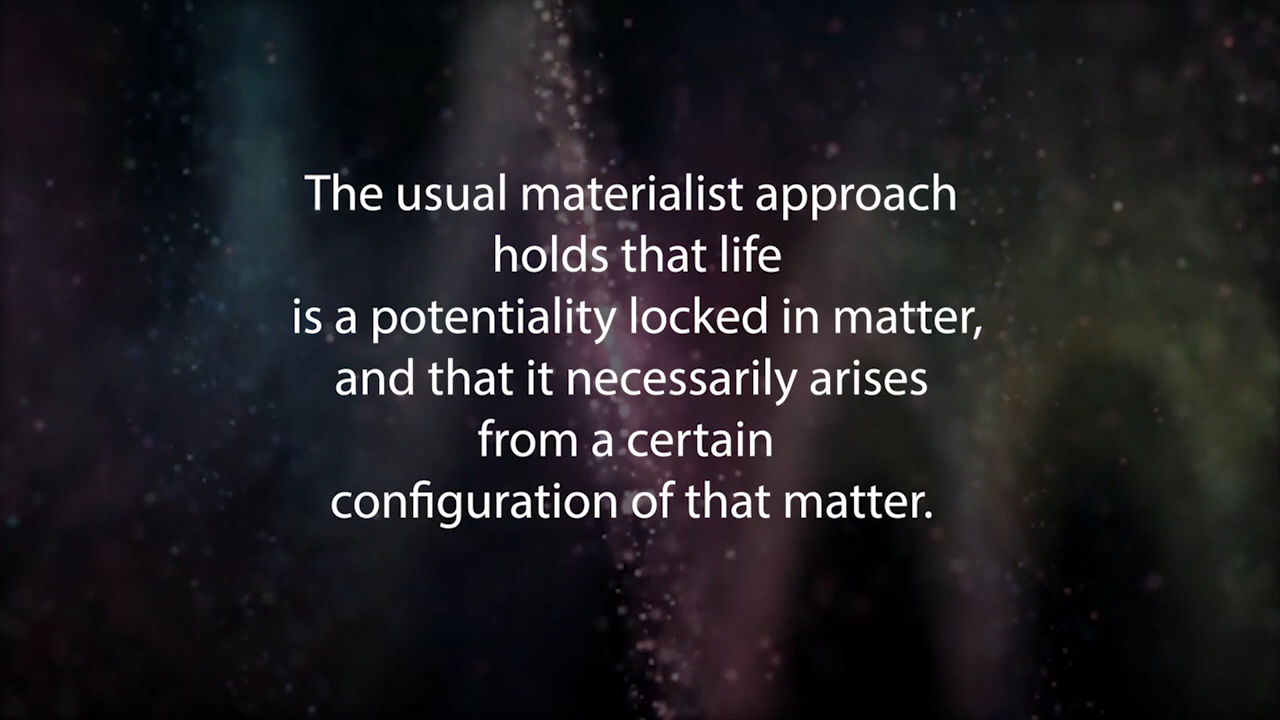 The usual materialist approach
holds that life
is a potentiality locked in matter,
and that it necessarily arises
from a certain
configuration of that matter.